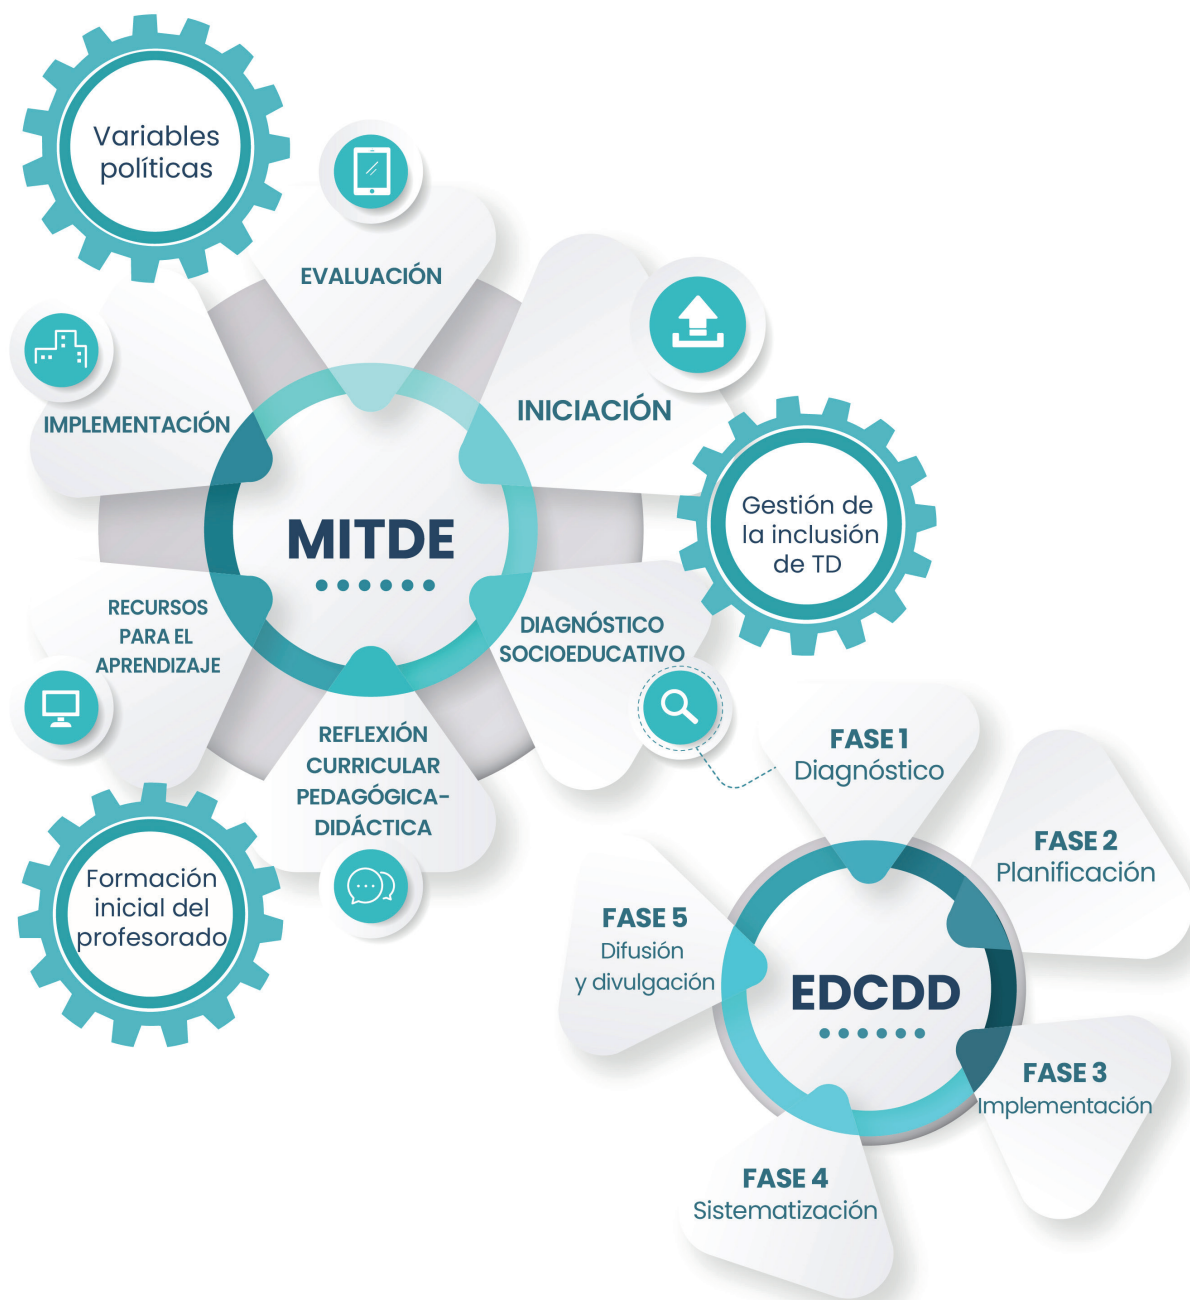 Variables
políticas
EVALUACIÓN
INICIACIÓN
IMPLEMENTACIÓN
MITDE
Gestión de
la inclusión
de TD
RECURSOS
PARA EL
APRENDIZAJE
DIAGNÓSTICO
SOCIOEDUCATIVO
REFLEXIÓN
CURRICULAR
PEDAGÓGICA-
DIDÁCTICA
Formación
inicial del
profesorado
FASE 1
Diagnóstico
FASE 2
Planificación
FASE 5
Difusión
y divulgación
EDCDD
FASE 3
Implementación
FASE 4
Sistematización